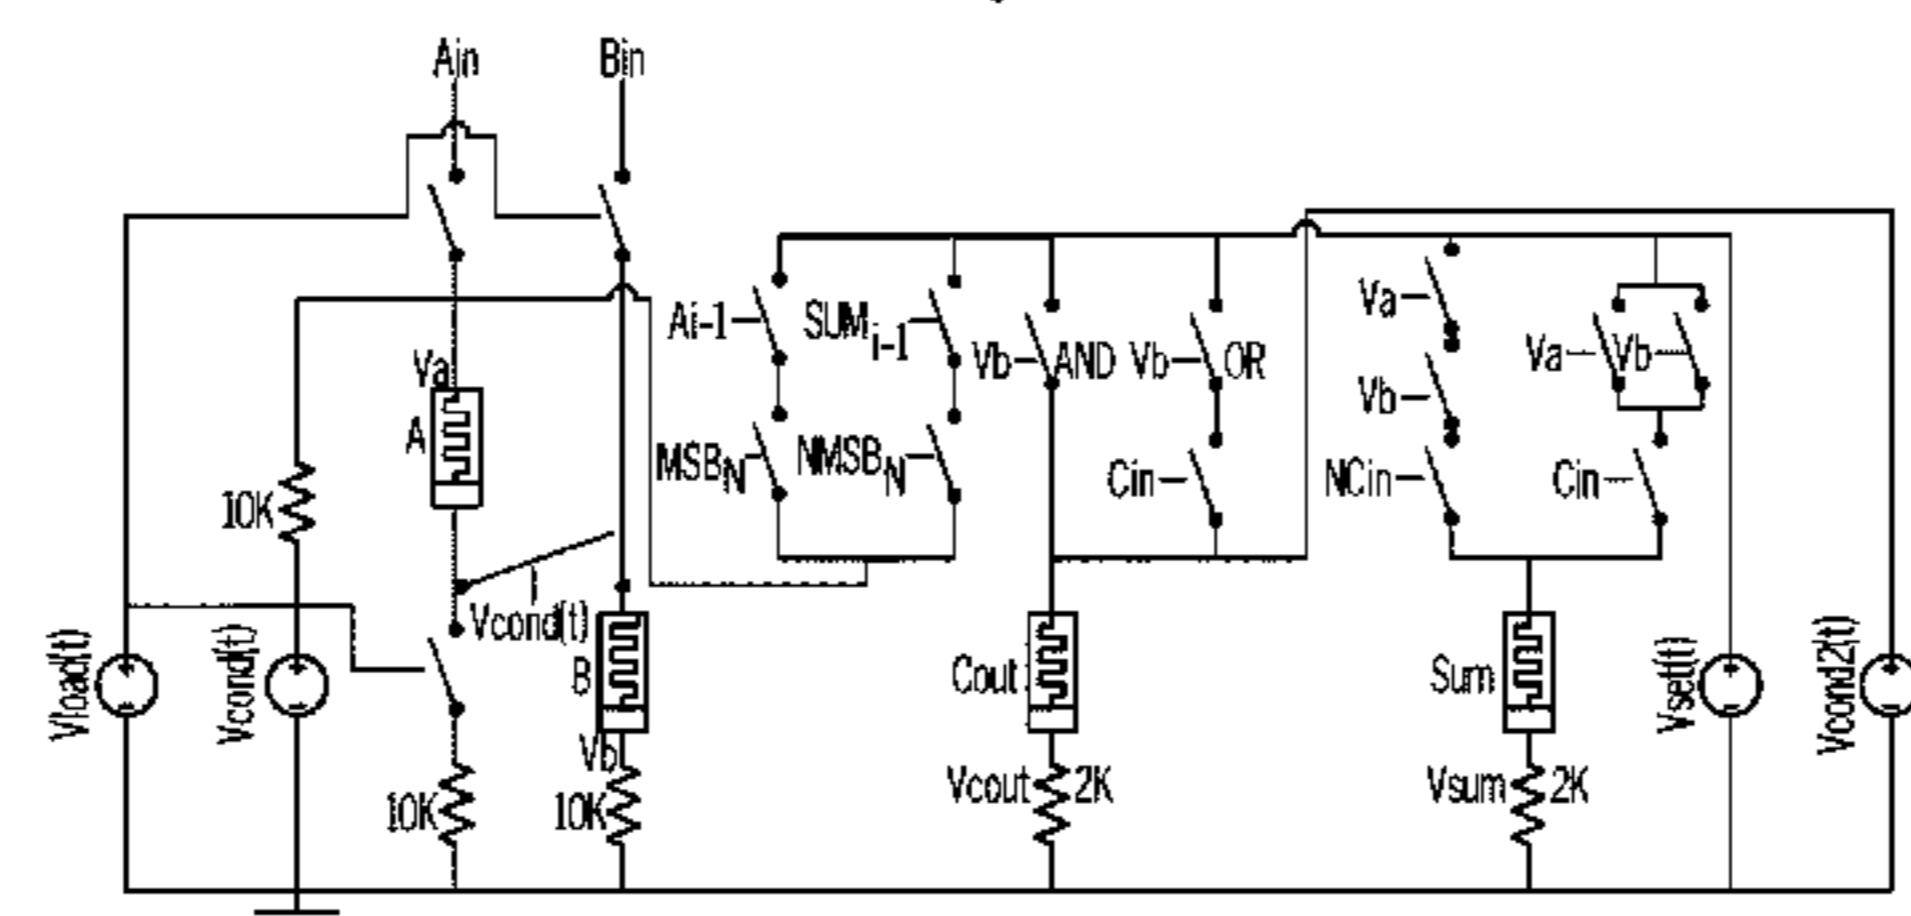 Ain
Bin
Ai-1
SUMi-1
Vb
AND
Vb
OR
Va
Va
Vb
Va
A
Vb
MSBN
NMSBN
Cin
NCin
Cin
10K
Vcond(t)
Vload(t)
Vcond(t)
B
Cout
Sum
Vset(t)
Vcond2(t)
Vb
10K
10K
Vcout
2K
Vsum
2K